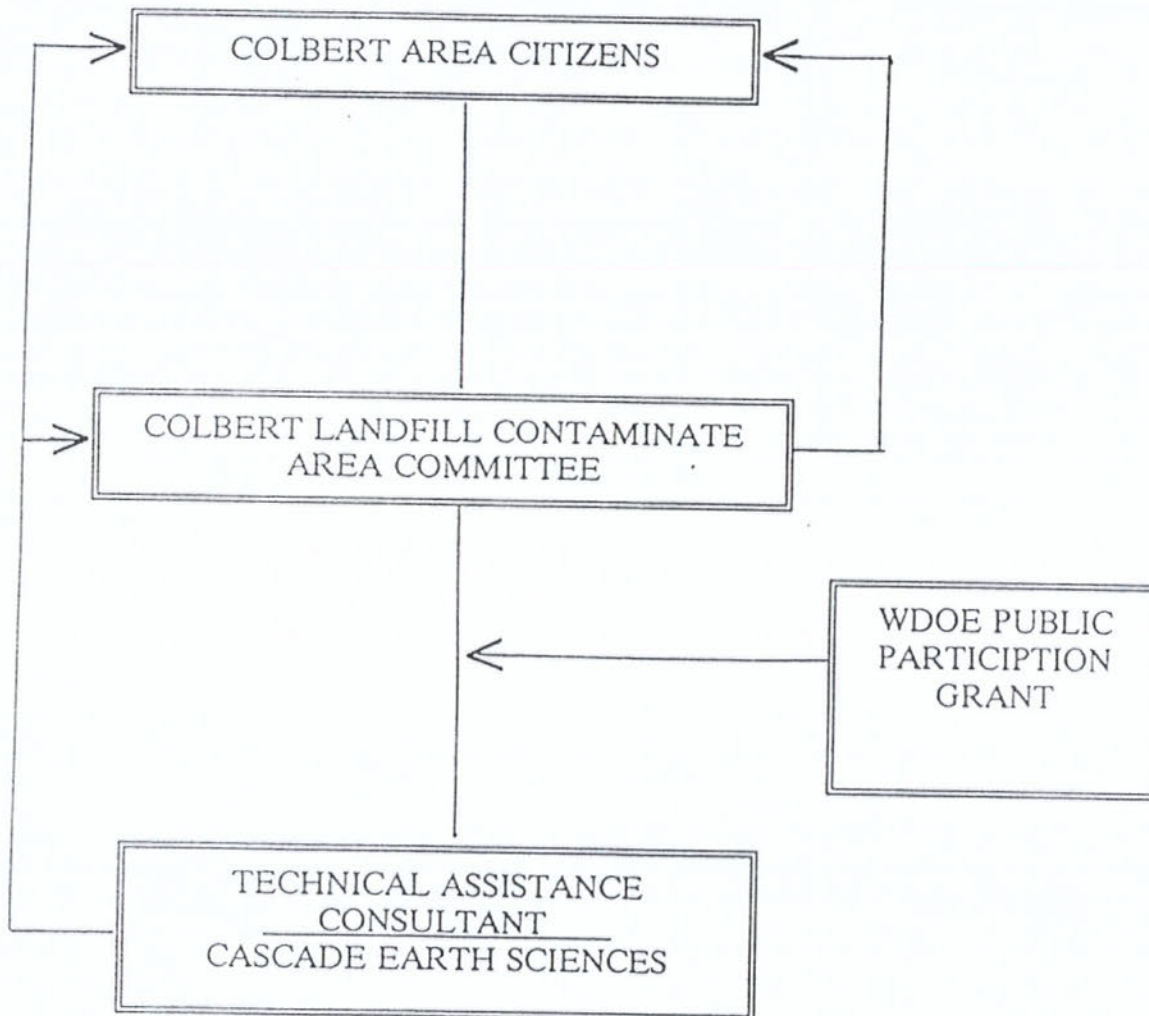 COLBERT AREA CITIZENS
COLBERT LANDFILL CONTAMINATE
AREA COMMITTEE
WDOE PUBLIC
PARTICIPTION
GRANT
TECHNICAL ASSISTANCE
CONSULTANT
CASCADE EARTH SCIENCES